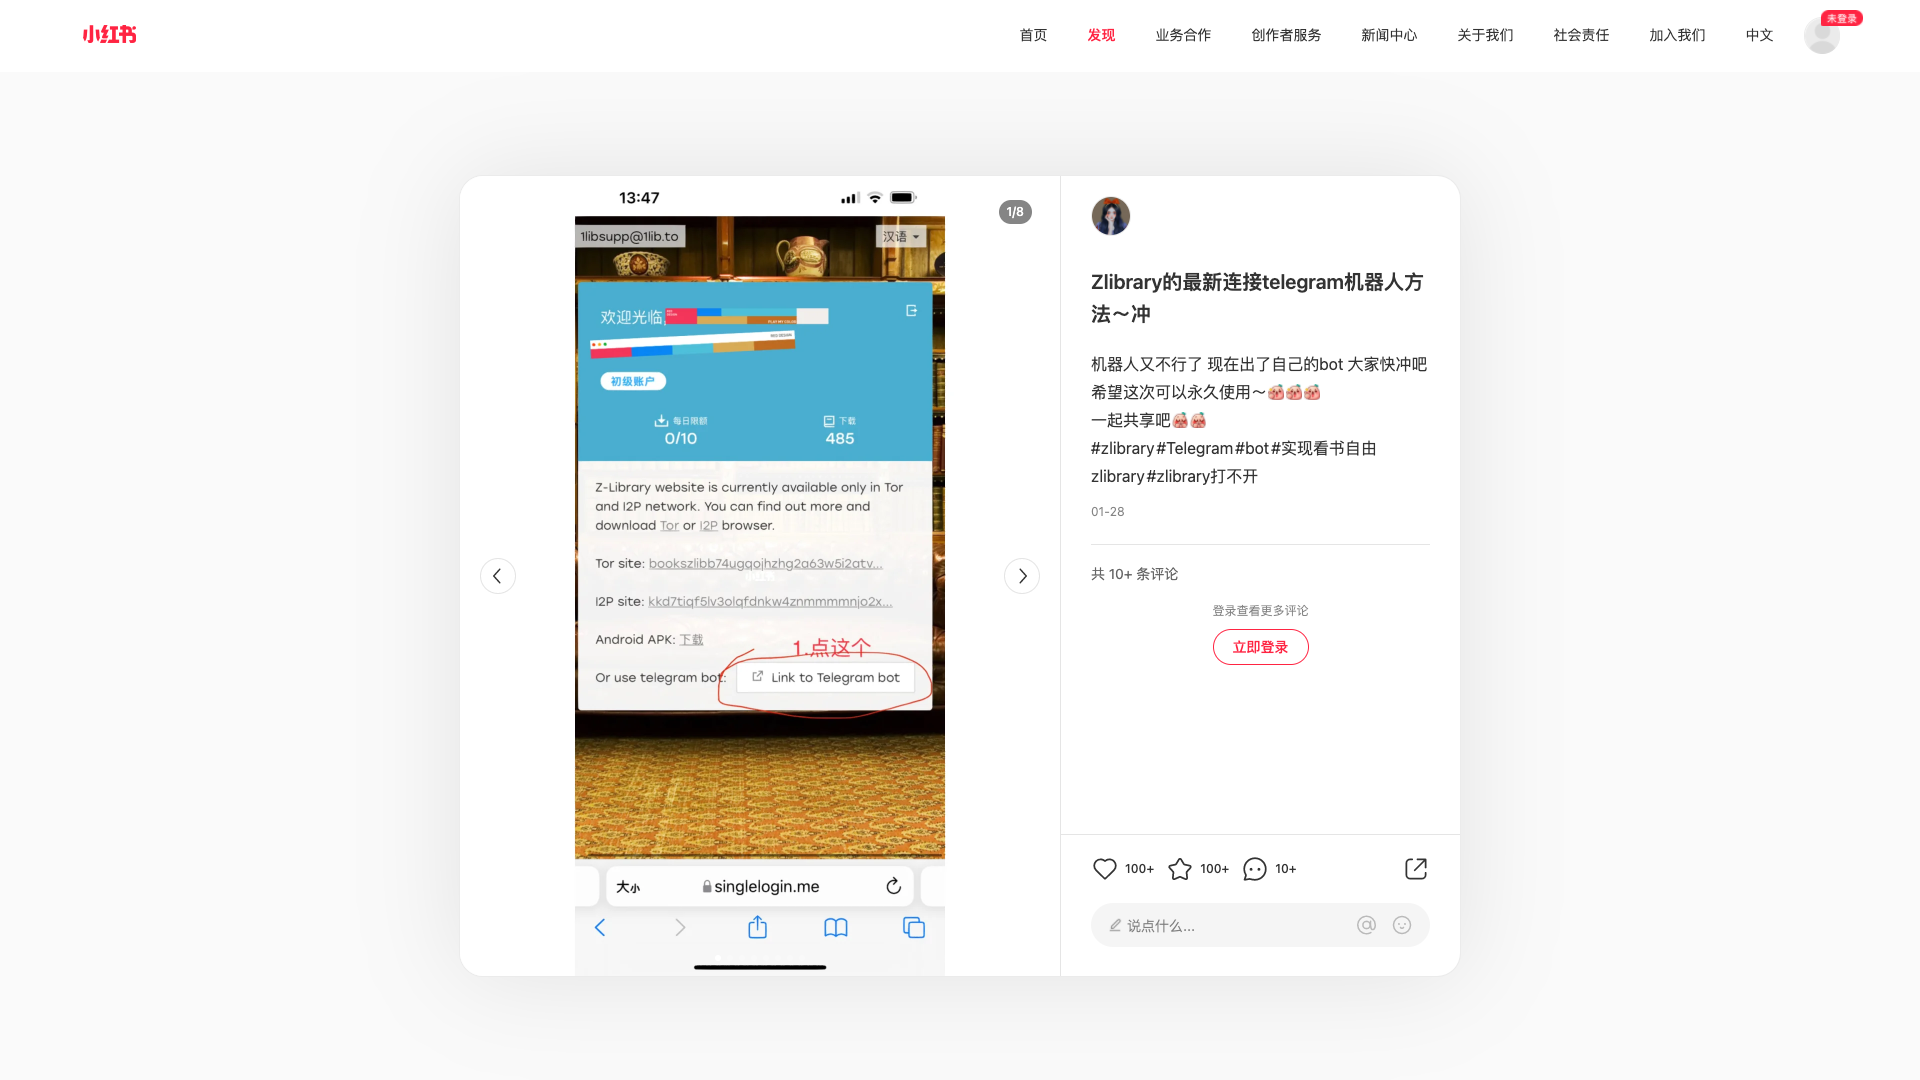 小红书
首页
发现
业务合作
创作者服务
新闻中心
关于我们
社会责任
加入我们
中文
未登录
13:47
1/8
1libsupp@1lib.to
汉语
欢迎光临,
初级账户
每日限额
0/10
下载
485
Z-Library website is currently available only in Tor
and I2P network. You can find out more and
download Tor or I2P browser.
Tor site: bookszlibb74ugqojhzhg2a63w5i2atv...
I2P site: kkd7tiqf5lv3olqfdnkw4znmmmmnjo2x...
Android APK: 下载
1.点这个
Or use telegram bot:
Link to Telegram bot
大小
singlelogin.me
Zlibrary的最新连接telegram机器人方
法～冲
机器人又不行了 现在出了自己的bot 大家快冲吧
希望这次可以永久使用～
一起共享吧
#zlibrary#Telegram#bot#实现看书自由
zlibrary#zlibrary打不开
01-28
共 10+ 条评论
登录查看更多评论
立即登录
100+
100+
10+
说点什么...